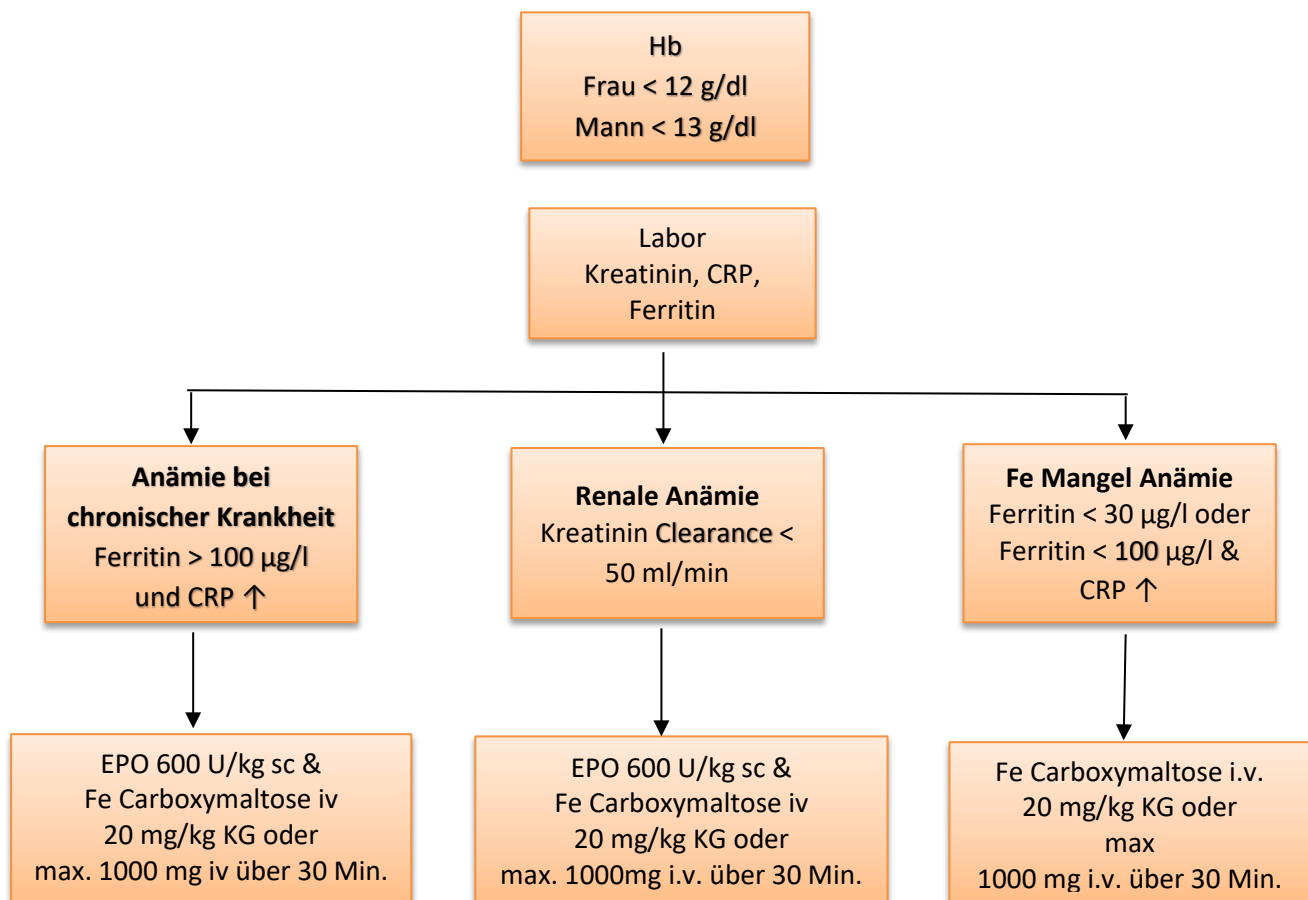 Hb
Frau < 12 g/dl
Mann < 13 g/dl
Labor
Kreatinin, CRP,
Ferritin
Anämie bei
chronischer Krankheit
Ferritin > 100 µg/l
und CRP ↑
Renale Anämie
Kreatinin Clearance <
50 ml/min
Fe Mangel Anämie
Ferritin < 30 µg/l oder
Ferritin < 100 µg/l &
CRP ↑
EPO 600 U/kg sc &
Fe Carboxymaltose iv
20 mg/kg KG oder
max. 1000 mg iv über 30 Min.
EPO 600 U/kg sc &
Fe Carboxymaltose iv
20 mg/kg KG oder
max. 1000mg i.v. über 30 Min.
Fe Carboxymaltose i.v.
20 mg/kg KG oder
max
1000 mg i.v. über 30 Min.